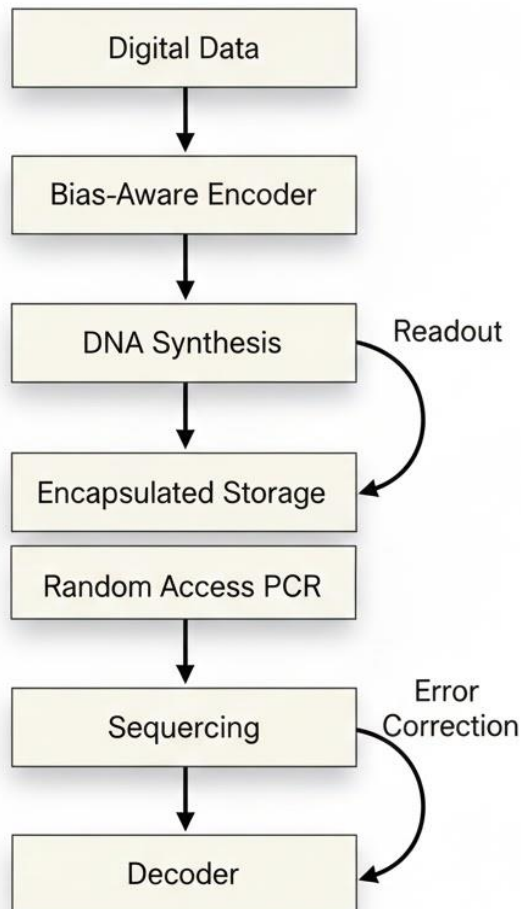 Digital Data
Bias-Aware Encoder
DNA Synthesis
Readout
Encapsulated Storage
Random Access PCR
Sequercing
Error
Correction
Decoder